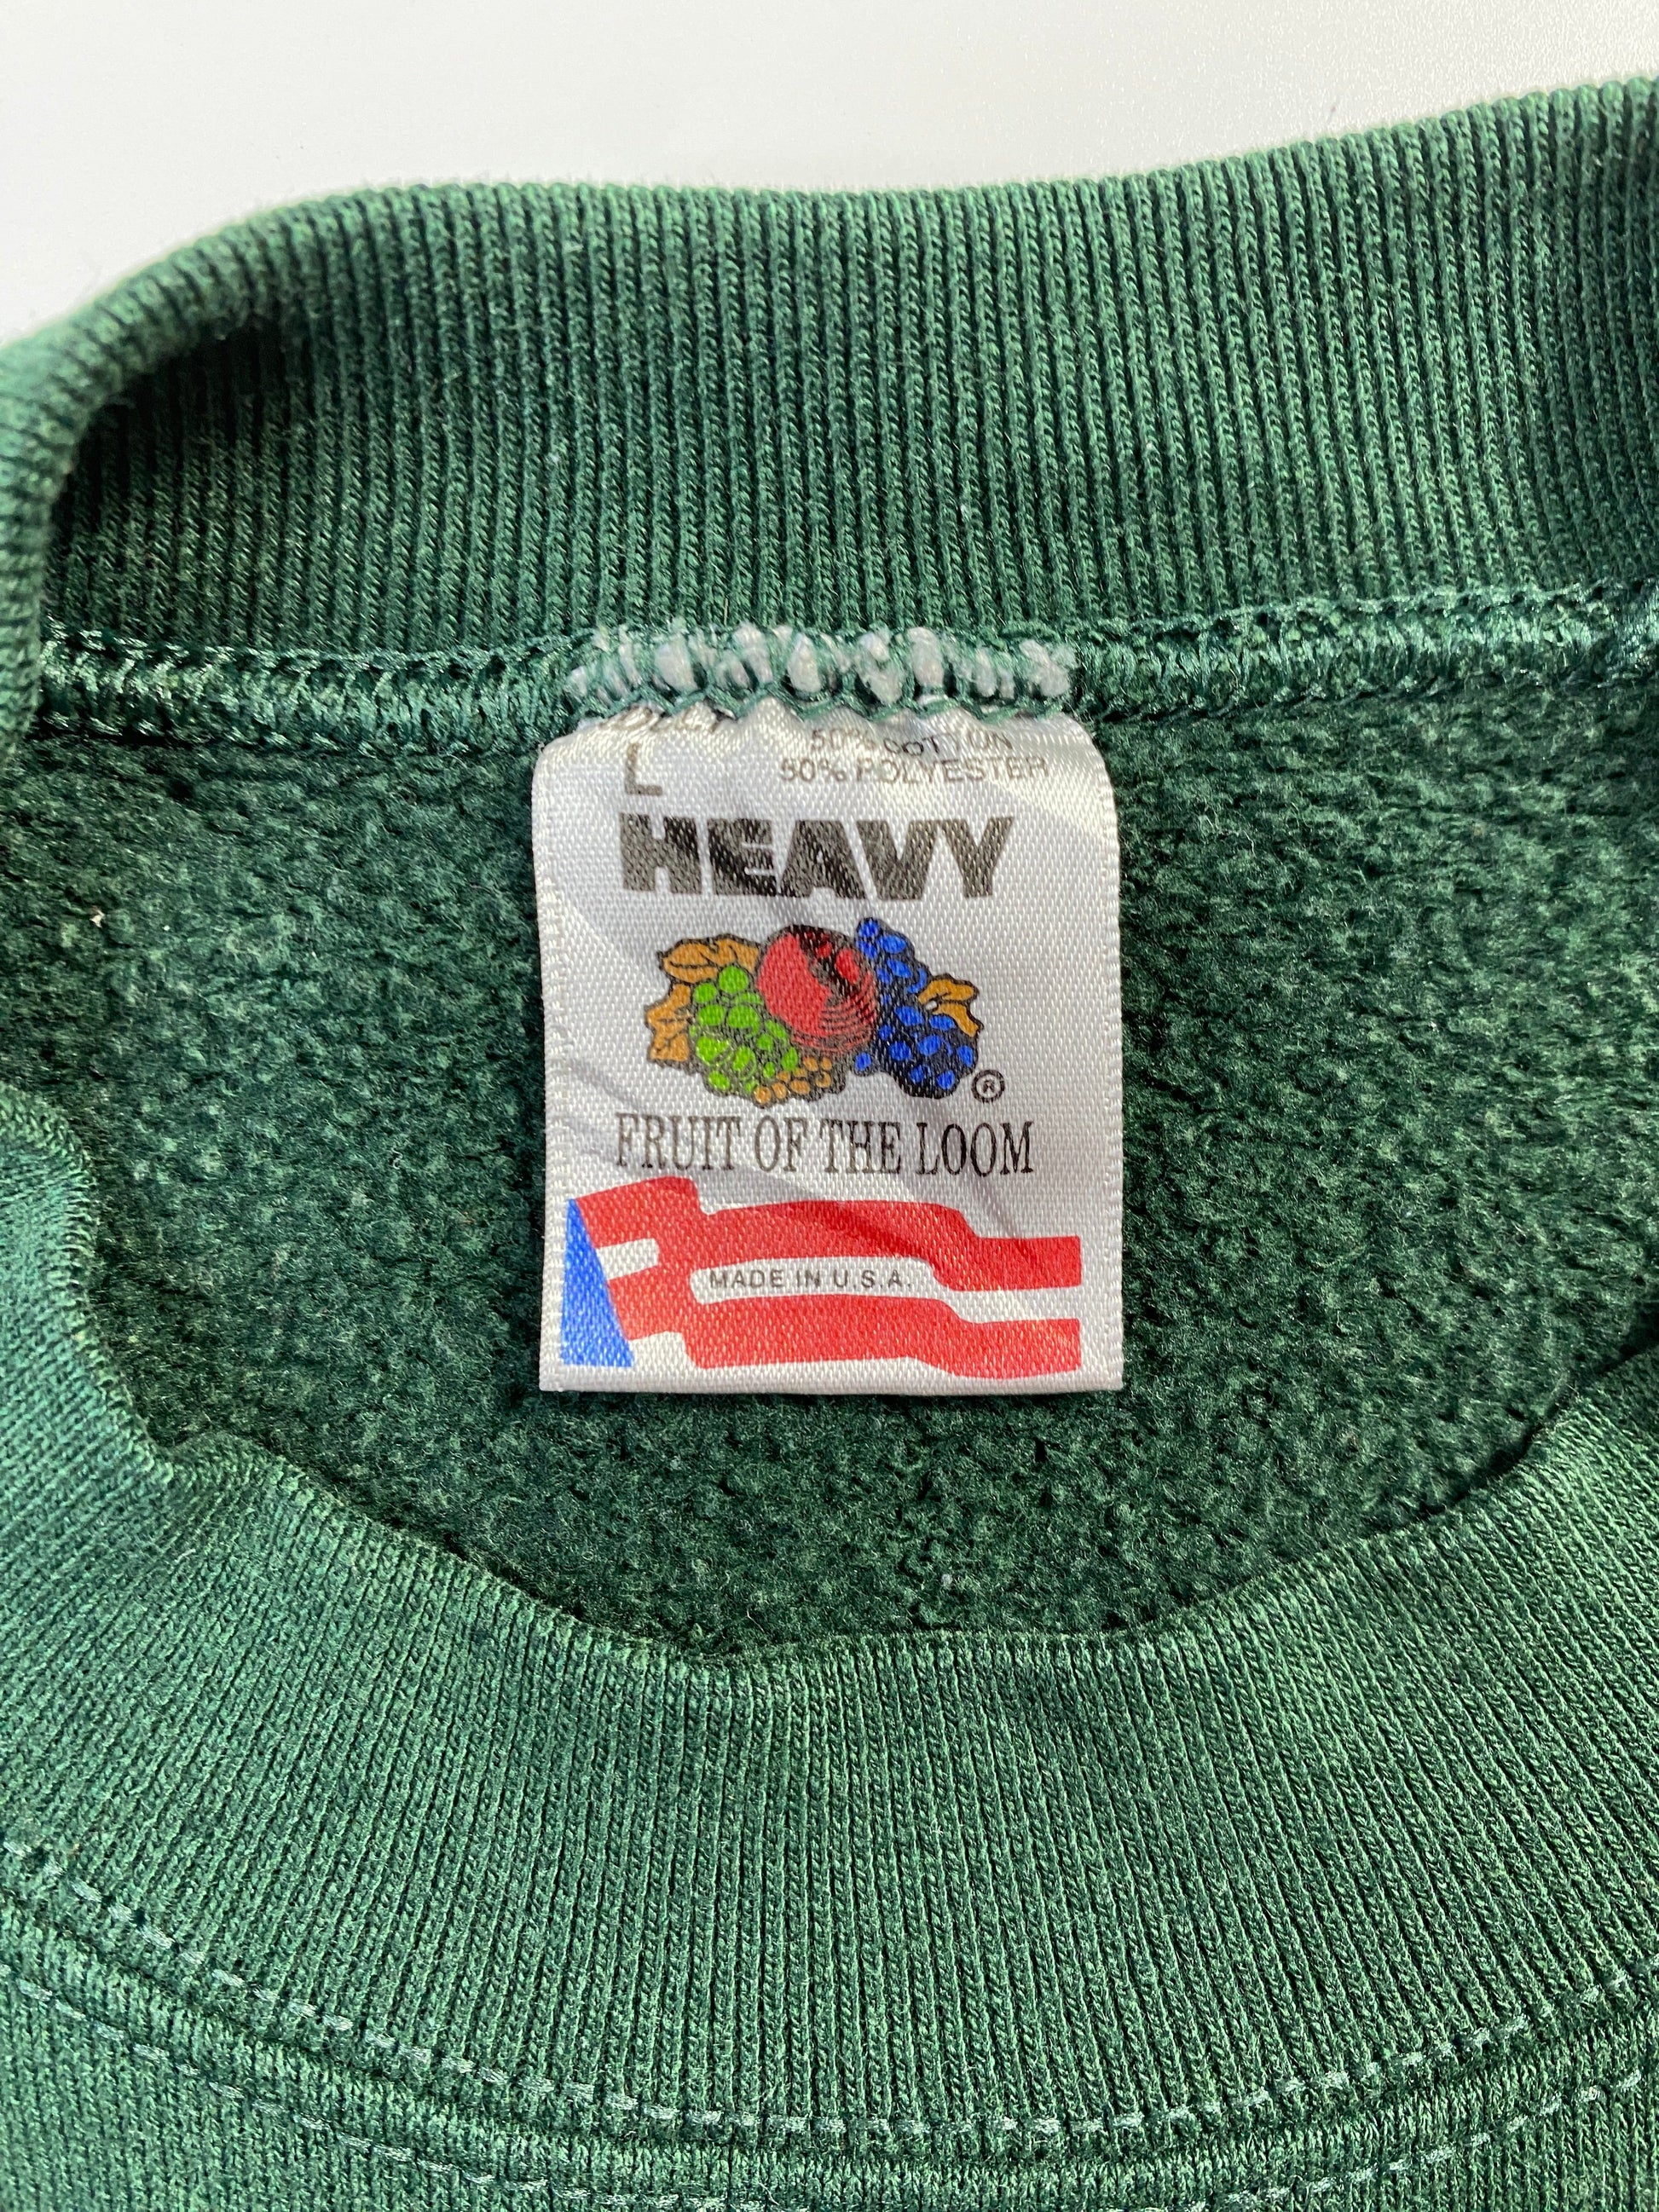 L
50% COTTON
50% POLYESTER
HEAVY
®
FRUIT OF THE LOOM
MADE IN U.S.A.